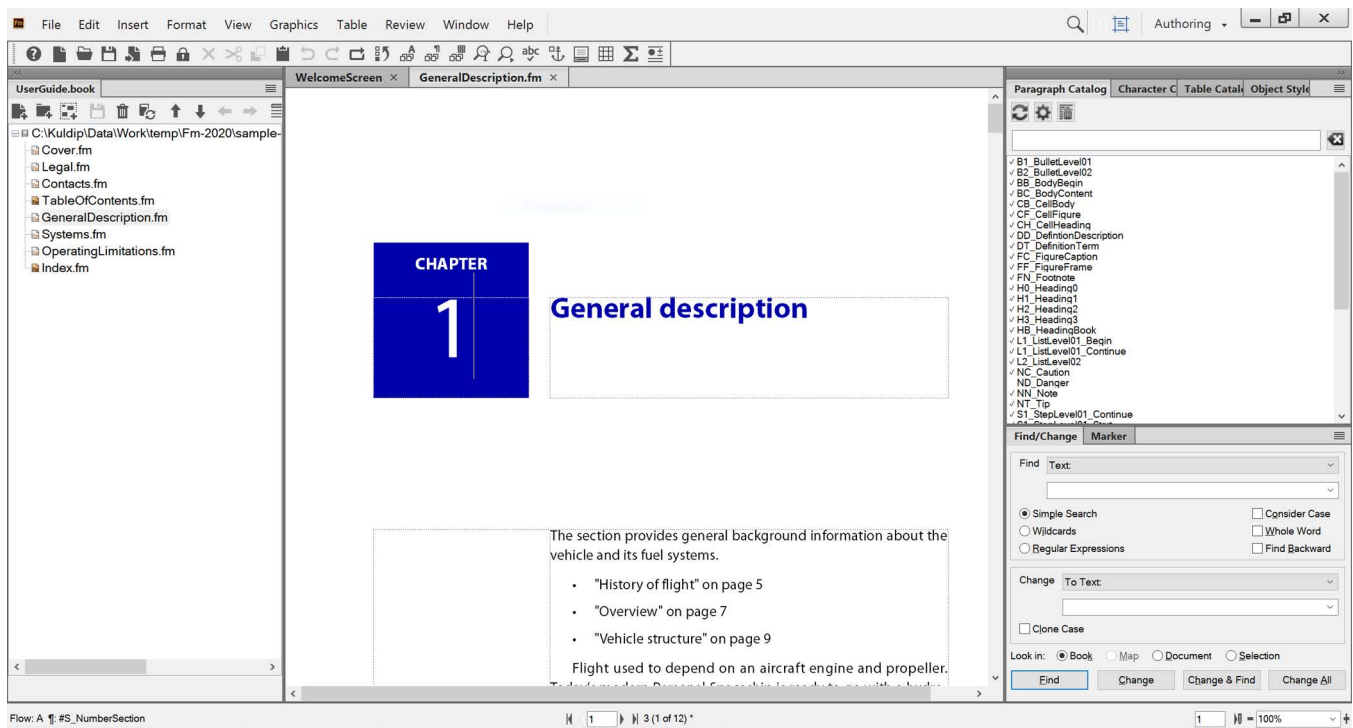 Fm File Edit Insert Format View Graphics Table Review Window Help Authoring
WelcomeScreen × GeneralDescription.fm ×
UserGuide.book
C:\Kuldip\Data\Work\temp\Fm-2020\sample-
Cover.fm
Legal.fm
Contacts.fm
TableOfContents.fm
GeneralDescription.fm
Systems.fm
OperatingLimitations.fm
Index.fm
CHAPTER
1
General description
The section provides general background information about the
vehicle and its fuel systems.
• "History of flight" on page 5
• "Overview" on page 7
• "Vehicle structure" on page 9
Flight used to depend on an aircraft engine and propeller.
Paragraph Catalog Character C Table Catal Object Style
B1_BulletLevel01
B2_BulletLevel02
BB_BodyBegin
BC_BodyContent
CB_CellBody
CF_CellFigure
CH_CellHeading
DD_DefintionDescription
DT_DefinitionTerm
FC_FigureCaption
FF_FigureFrame
FN_Footnote
H0_Heading0
H1_Heading1
H2_Heading2
H3_Heading3
HB_HeadingBook
L1_ListLevel01_Begin
L1_ListLevel01_Continue
L2_ListLevel02
NC_Caution
ND_Danger
NN_Note
NT_Tip
S1_StepLevel01_Continue
Find/Change Marker
Find Text:
Simple Search Consider Case
Wildcards Whole Word
Regular Expressions Find Backward
Change To Text:
Clone Case
Look in: Book Map Document Selection
Find Change Change & Find Change All
Flow: A ¶: #S_NumberSection 1 3 (1 of 12) * 1 100%